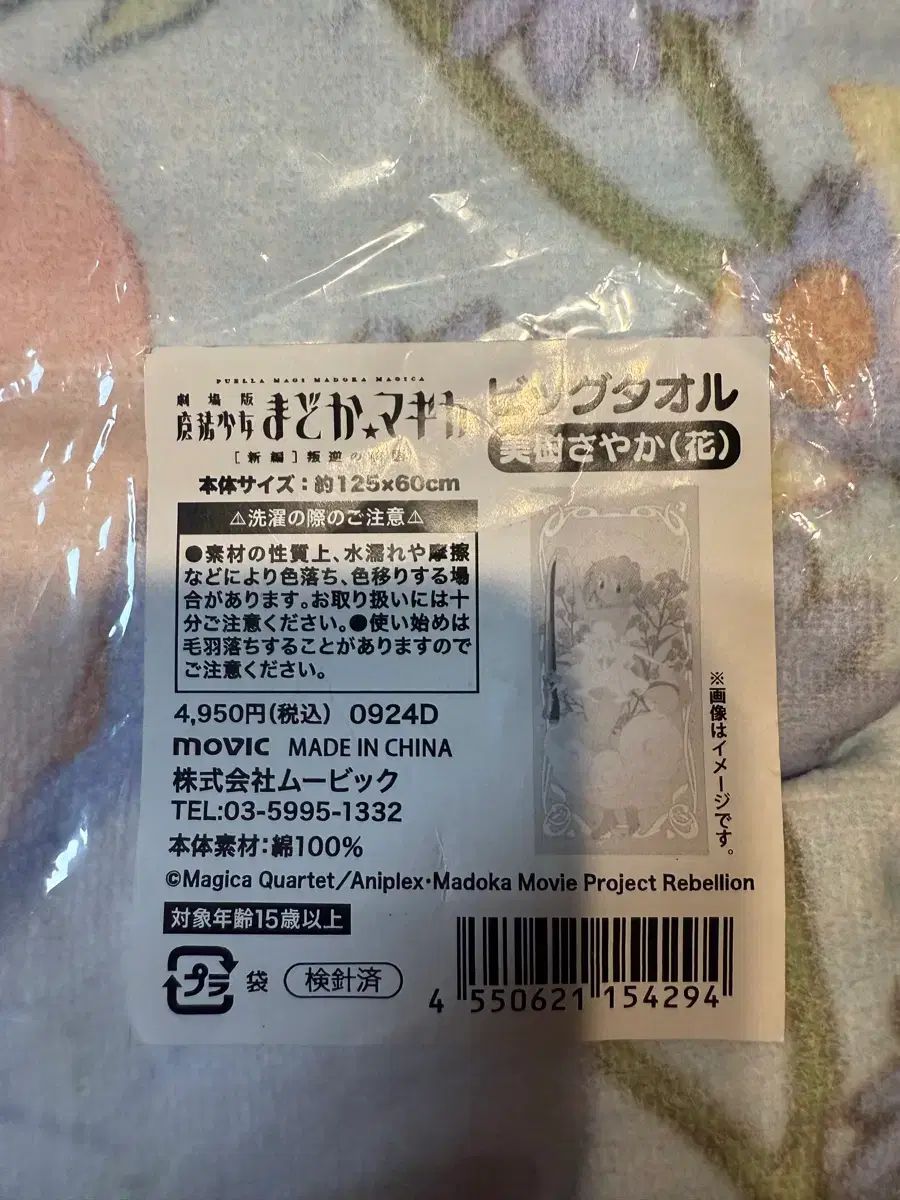 PUELLA MAGI MADOKA MAGICA
劇場版
魔法少女まどか★マギカ
[新編]叛逆の物語
ビッグタオル
美樹さやか(花)
本体サイズ:約125×60cm
⚠洗濯の際のご注意⚠
●素材の性質上、水濡れや摩擦
などにより色落ち、色移りする場
合があります。お取り扱いには十
分ご注意ください。●使い始めは
毛羽落ちすることがありますので
ご注意ください。
※画像はイメージです。
4,950円(税込) 0924D
movic MADE IN CHINA
株式会社ムービック
TEL:03-5995-1332
本体素材:綿100%
©Magica Quartet/Aniplex・Madoka Movie Project Rebellion
対象年齢15歳以上
プラ 袋 検針済
4 550621 154294